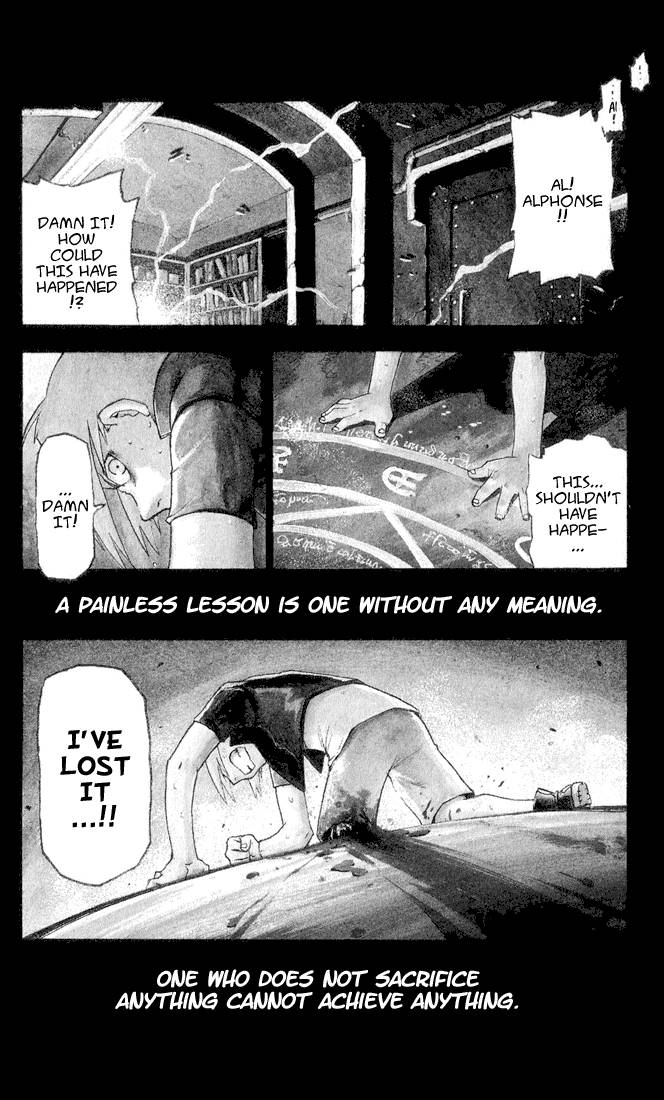 ...
...
AL!
AL!
ALPHONSE
!!
DAMN IT!
HOW
COULD
THIS HAVE
HAPPENED
!?
THIS...
SHOULDN'T
HAVE
HAPPE-
...
...
DAMN
IT!
A PAINLESS LESSON IS ONE WITHOUT ANY MEANING.
I'VE
LOST
IT
...!!
ONE WHO DOES NOT SACRIFICE
ANYTHING CANNOT ACHIEVE ANYTHING.